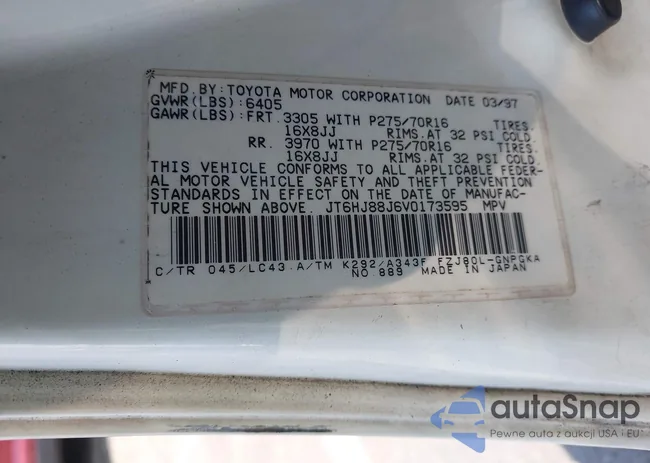 MFD.BY:TOYOTA MOTOR CORPORATION DATE 03/97
GVWR(LBS):6405
GAWR(LBS):FRT.3305 WITH P275/70R16 TIRES.
16X8JJ RIMS.AT 32 PSI COLD.
RR. 3970 WITH P275/70R16 TIRES.
16X8JJ RIMS.AT 32 PSI COLD.
THIS VEHICLE CONFORMS TO ALL APPLICABLE FEDER-
AL MOTOR VEHICLE SAFETY AND THEFT PREVENTION
STANDARDS IN EFFECT ON THE DATE OF MANUFAC-
TURE SHOWN ABOVE. JT6HJ88J6V0173595 MPV
C/TR 045/LC43.A/TM K292/A343F FZJ80L-GNPGKA
NO 889 MADE IN JAPAN
autaSnap
Pewne auta z aukcji USA i EU